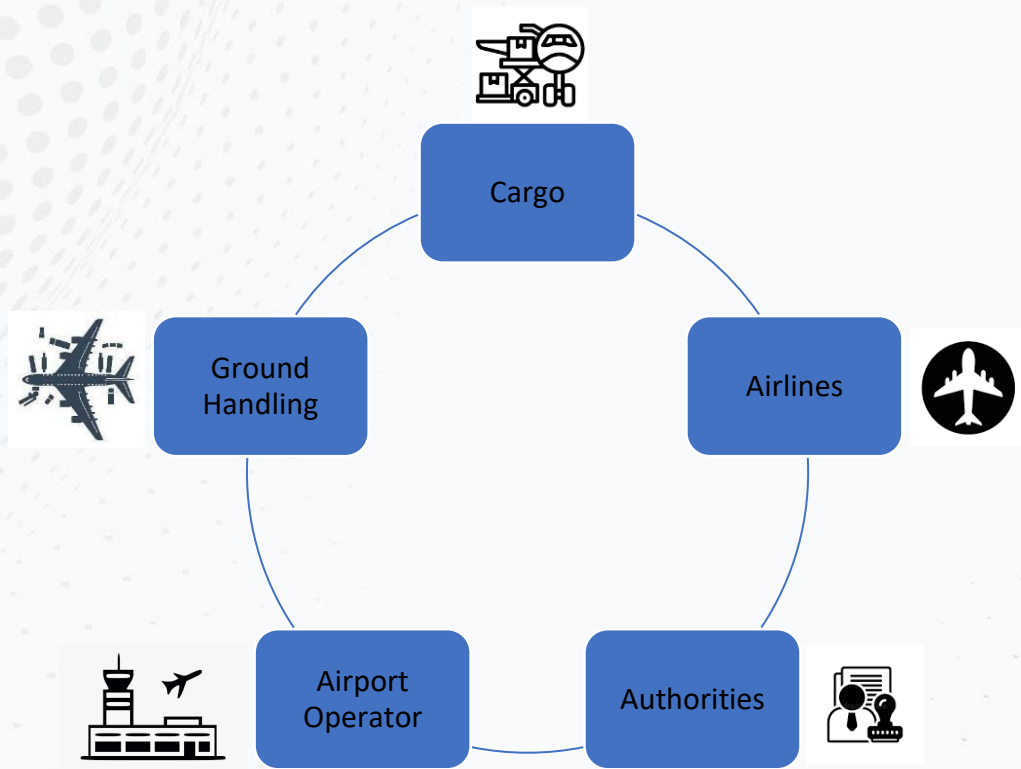 Cargo
Ground
Handling
Airlines
Airport
Operator
Authorities